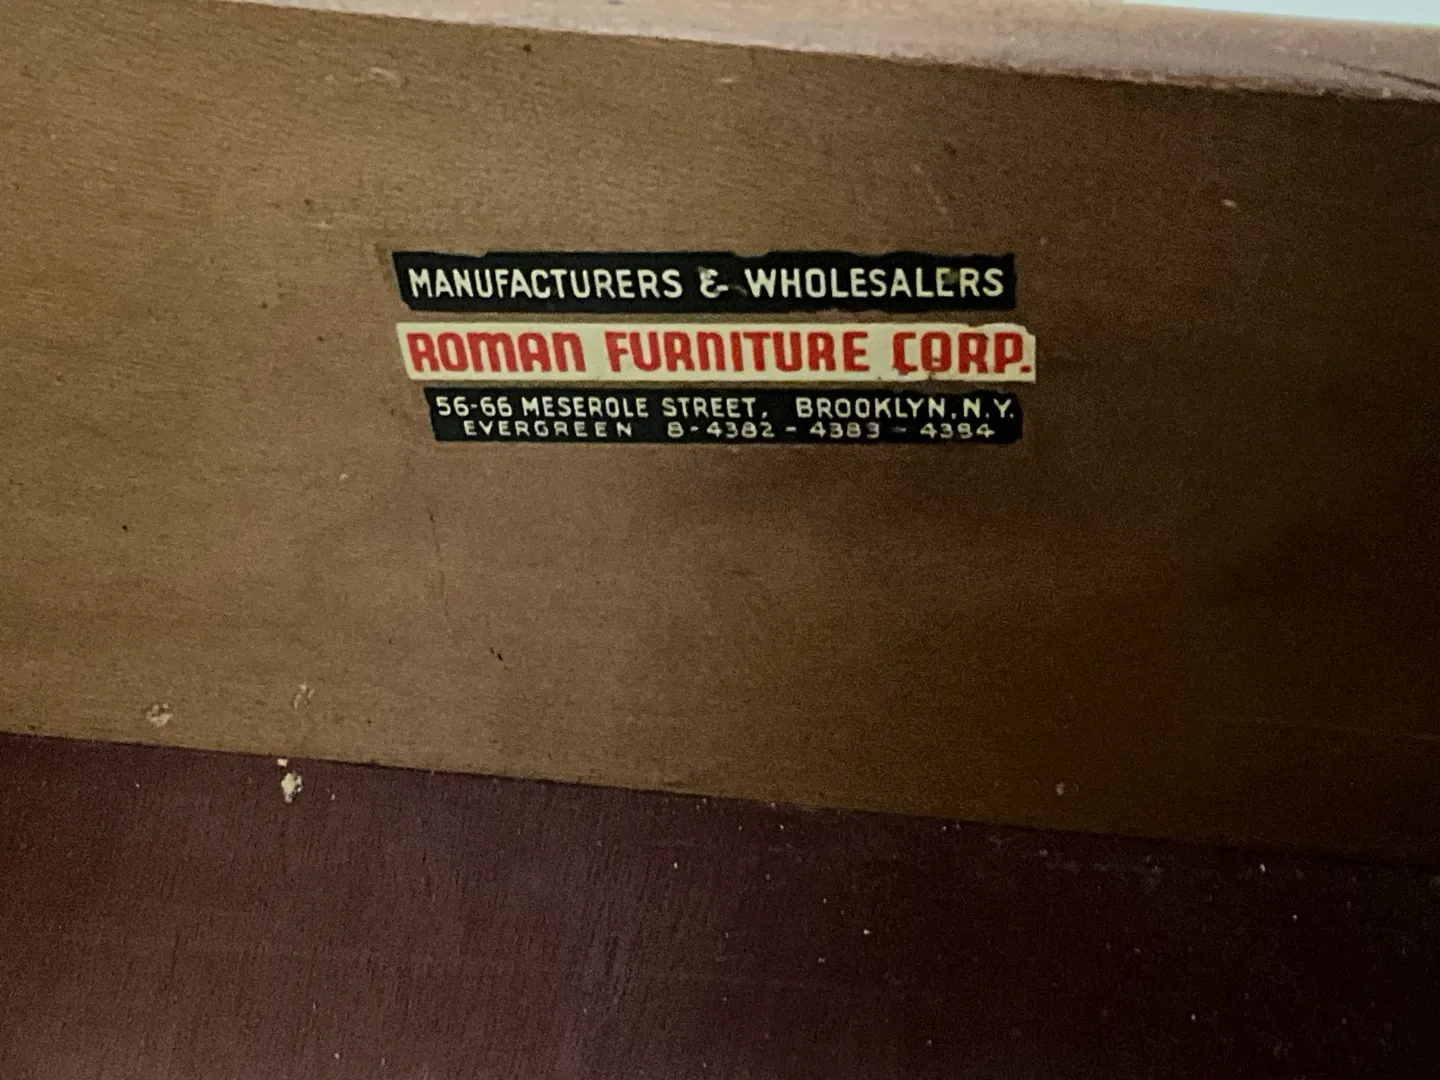 MANUFACTURERS & WHOLESALERS
ROMAN FURNITURE CORP.
56-66 MESEROLE STREET, BROOKLYN, N.Y.
EVERGREEN 8-4382 - 4383 - 4384